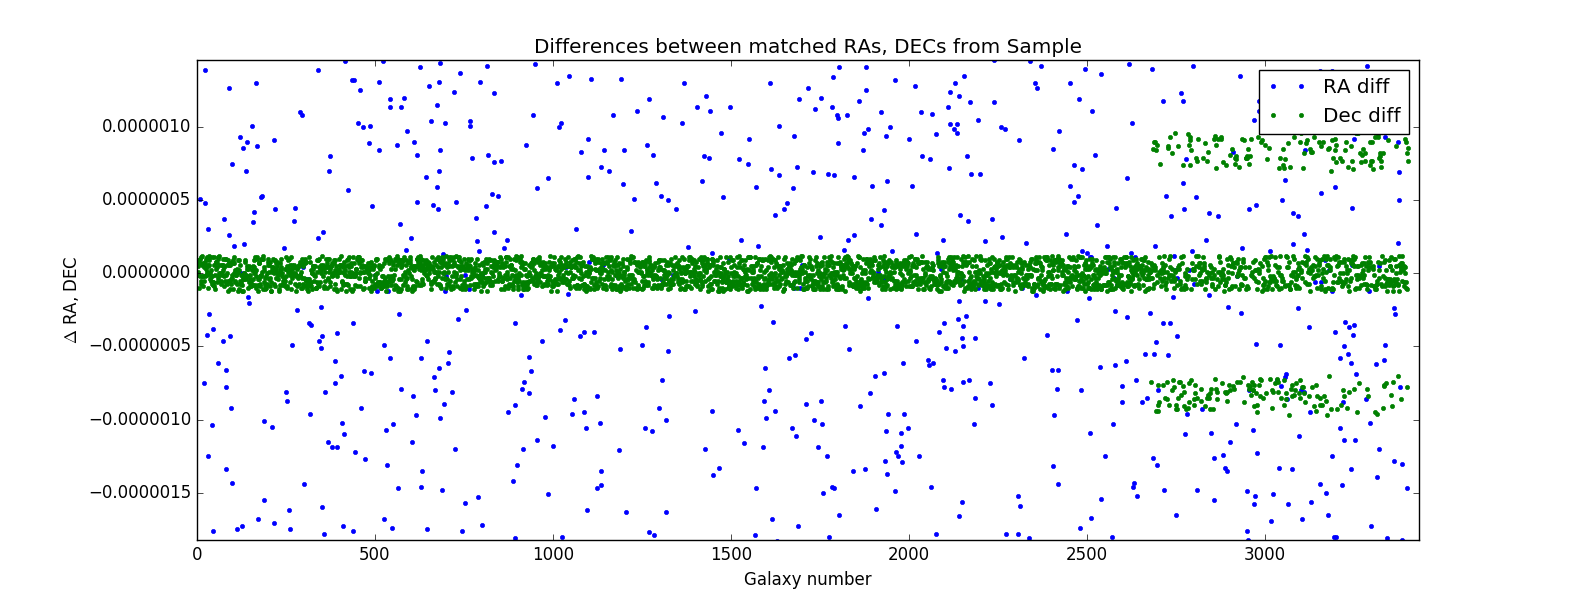 Differences between matched RAs, DECs from Sample
RA diff
Dec diff
0.0000010
0.0000005
0.0000000
−0.0000005
−0.0000010
−0.0000015
Δ RA, DEC
0 500 1000 1500 2000 2500 3000
Galaxy number